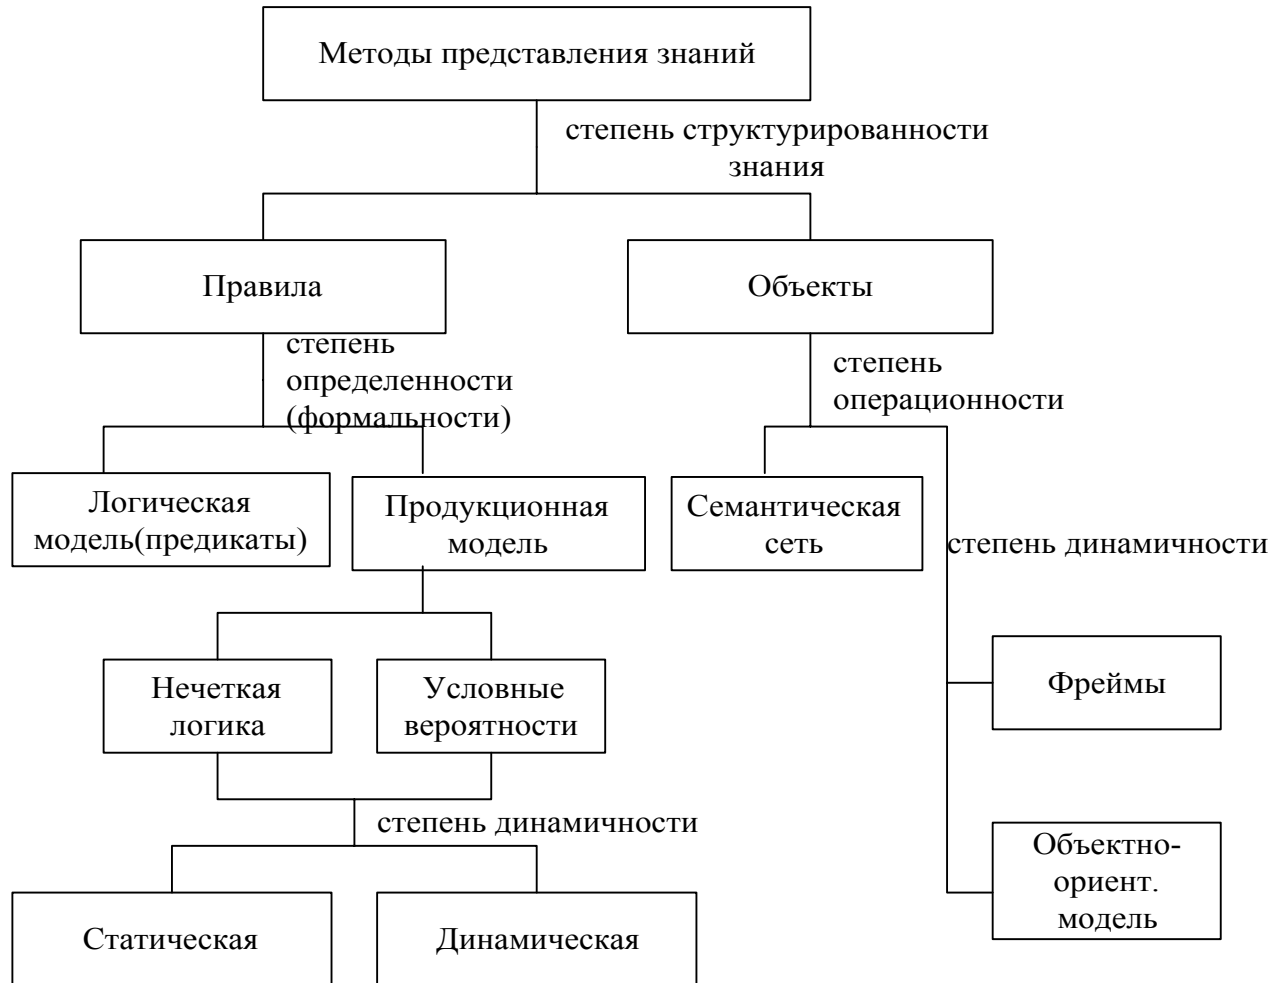 Методы представления знаний
степень структурированности
знания
Правила
Объекты
степень
определенности
(формальности)
степень
операционности
Логическая
модель(предикаты)
Продукционная
модель
Семантическая
сеть
степень динамичности
Нечеткая
логика
Условные
вероятности
Фреймы
степень динамичности
Объектно-
ориент.
модель
Статическая
Динамическая